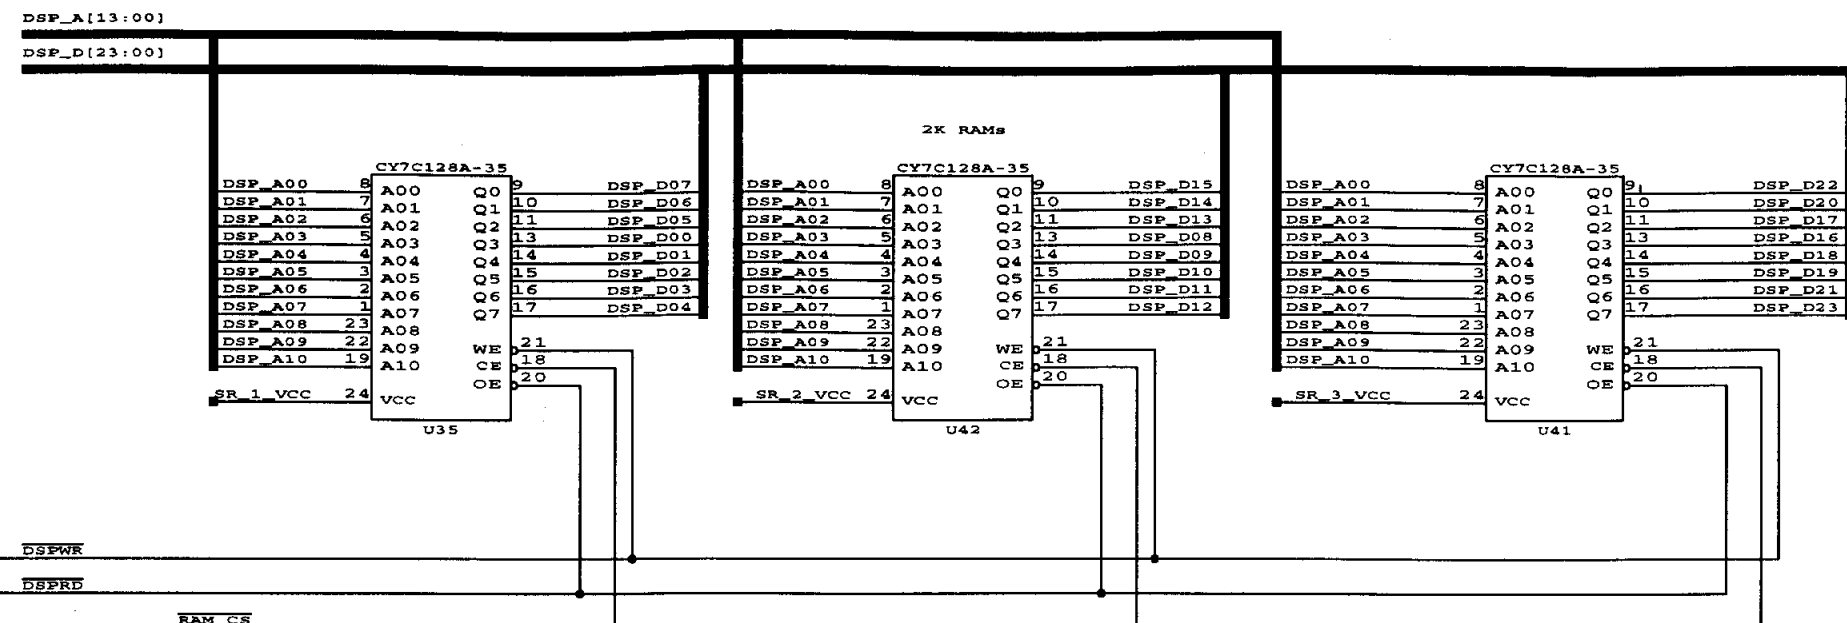 DSP_A[13:00]
DSP_D[23:00]
2K RAMs
CY7C128A-35 CY7C128A-35 CY7C128A-35
DSP_A00 8 A00 Q0 9 DSP_D07 DSP_A00 8 A00 Q0 9 DSP_D15 DSP_A00 8 A00 Q0 9 DSP_D22
DSP_A01 7 A01 Q1 10 DSP_D06 DSP_A01 7 A01 Q1 10 DSP_D14 DSP_A01 7 A01 Q1 10 DSP_D20
DSP_A02 6 A02 Q2 11 DSP_D05 DSP_A02 6 A02 Q2 11 DSP_D13 DSP_A02 6 A02 Q2 11 DSP_D17
DSP_A03 5 A03 Q3 13 DSP_D00 DSP_A03 5 A03 Q3 13 DSP_D08 DSP_A03 5 A03 Q3 13 DSP_D16
DSP_A04 4 A04 Q4 14 DSP_D01 DSP_A04 4 A04 Q4 14 DSP_D09 DSP_A04 4 A04 Q4 14 DSP_D18
DSP_A05 3 A05 Q5 15 DSP_D02 DSP_A05 3 A05 Q5 15 DSP_D10 DSP_A05 3 A05 Q5 15 DSP_D19
DSP_A06 2 A06 Q6 16 DSP_D03 DSP_A06 2 A06 Q6 16 DSP_D11 DSP_A06 2 A06 Q6 16 DSP_D21
DSP_A07 1 A07 Q7 17 DSP_D04 DSP_A07 1 A07 Q7 17 DSP_D12 DSP_A07 1 A07 Q7 17 DSP_D23
DSP_A08 23 A08 DSP_A08 23 A08 DSP_A08 23 A08
DSP_A09 22 A09 WE 21 DSP_A09 22 A09 WE 21 DSP_A09 22 A09 WE 21
DSP_A10 19 A10 CE 18 DSP_A10 19 A10 CE 18 DSP_A10 19 A10 CE 18
OE 20 OE 20 OE 20
SR_1_VCC 24 VCC SR_2_VCC 24 VCC SR_3_VCC 24 VCC
U35 U42 U41
DSPWR
DSPRD
RAM_CS